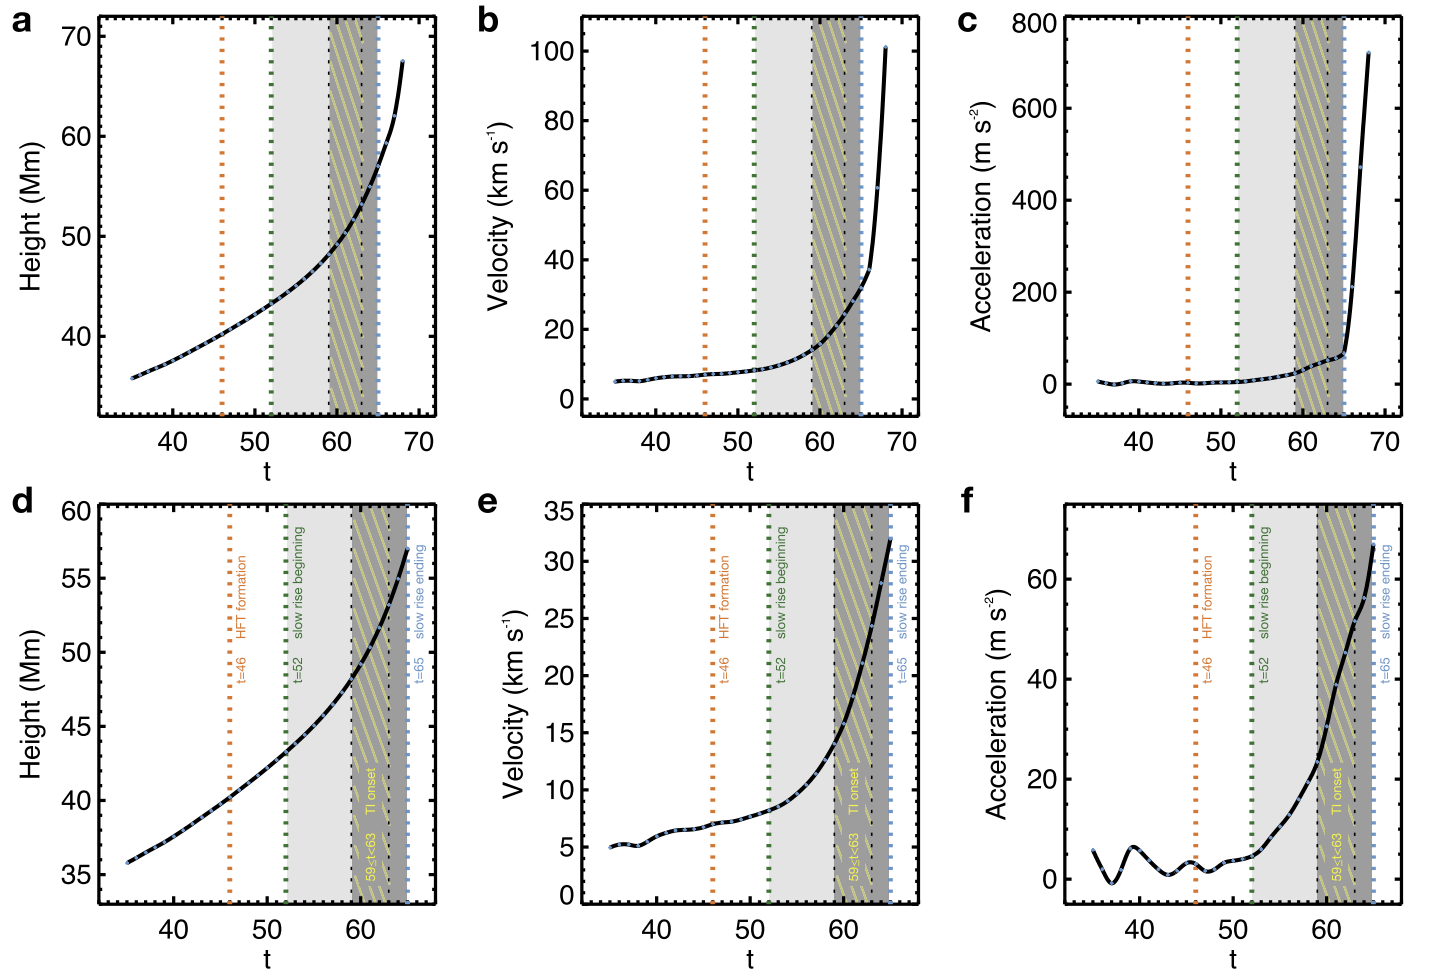 a
70
60
50
40
Height (Mm)
40 50 60 70
t
b
100
80
60
40
20
0
Velocity (km s⁻¹)
40 50 60 70
t
c
800
600
400
200
0
Acceleration (m s⁻²)
40 50 60 70
t
d
60
55
50
45
40
35
Height (Mm)
t=46 HFT formation
t=52 slow rise beginning
59≤t<63 TI onset
t=65 slow rise ending
40 50 60
t
e
35
30
25
20
15
10
5
0
Velocity (km s⁻¹)
t=46 HFT formation
t=52 slow rise beginning
59≤t<63 TI onset
t=65 slow rise ending
40 50 60
t
f
60
40
20
0
Acceleration (m s⁻²)
t=46 HFT formation
t=52 slow rise beginning
59≤t<63 TI onset
t=65 slow rise ending
40 50 60
t